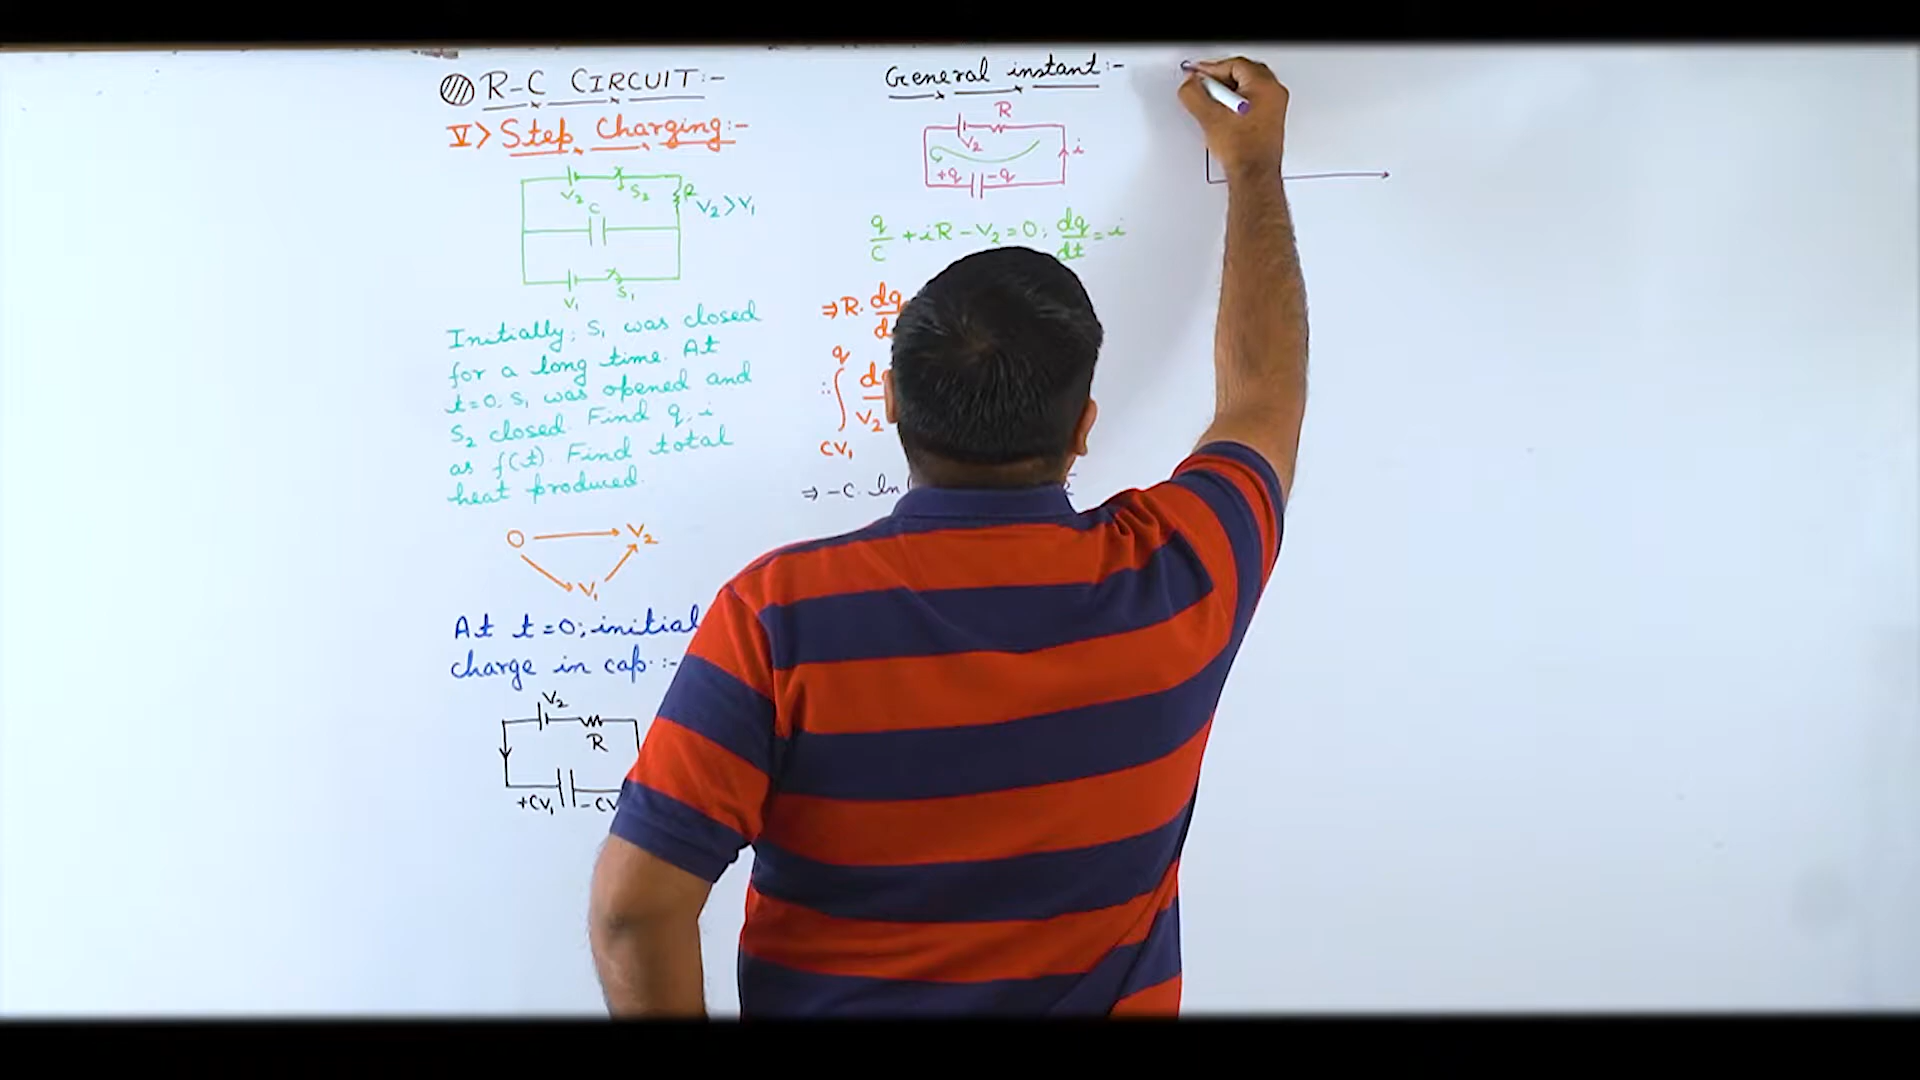 R-C CIRCUIT:-
V> Step Charging:-
V₂ S₂ R
V₂>V₁
C
V₁ S₁
Initially; S₁ was closed
for a long time. At
t=0, S₁ was opened and
S₂ closed. Find q, i
as f(t). Find total
heat produced.
0 V₂
V₁
At t=0; initial
charge in cap.:-
V₂
R
+CV₁ -CV
General instant:-
R
V₂ i
+q -q
q/C +iR-V₂=0; dq/dt=i
⇒R. dq
q
∫ V₂
CV₁
⇒-C. ln(